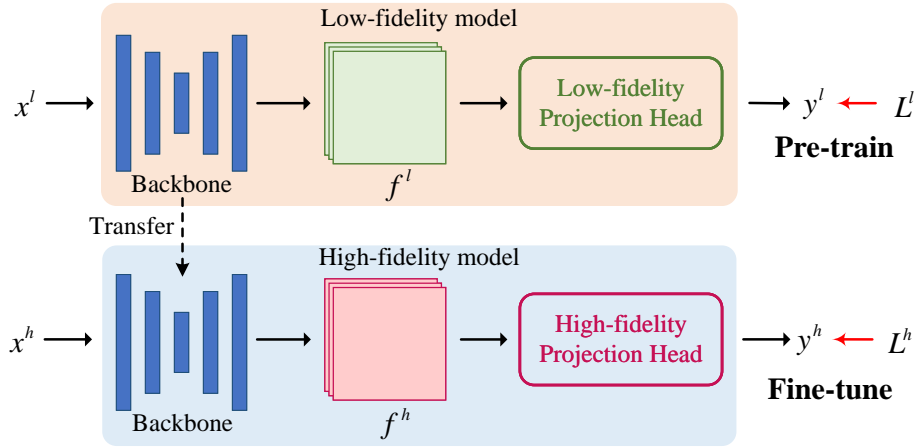 Low-fidelity model
x^l
Backbone
f^l
Low-fidelity
Projection Head
y^l
L^l
Pre-train
Transfer
High-fidelity model
x^h
Backbone
f^h
High-fidelity
Projection Head
y^h
L^h
Fine-tune